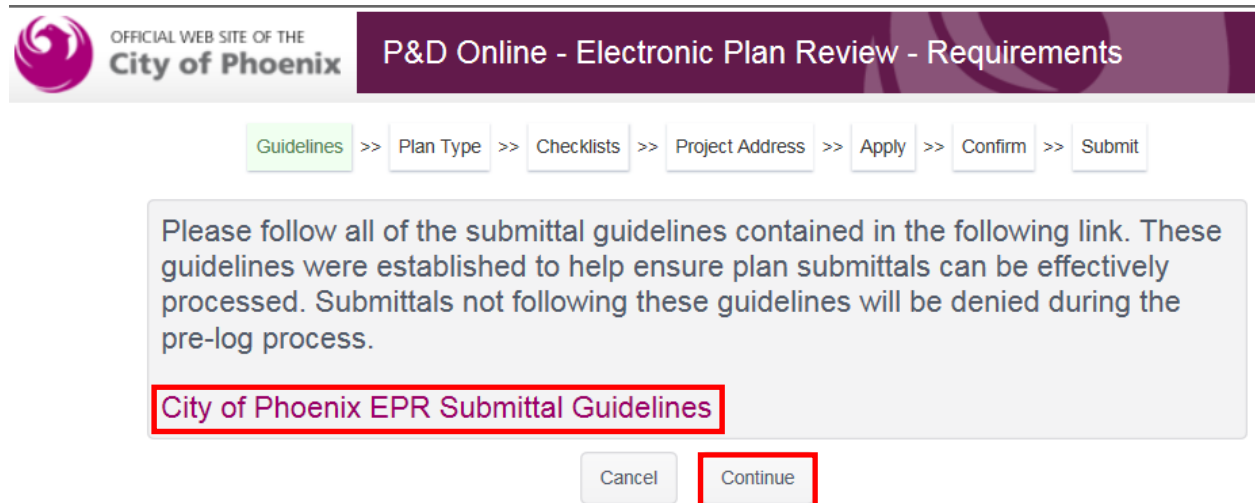 OFFICIAL WEB SITE OF THE
City of Phoenix
P&D Online - Electronic Plan Review - Requirements
Guidelines >> Plan Type >> Checklists >> Project Address >> Apply >> Confirm >> Submit
Please follow all of the submittal guidelines contained in the following link. These
guidelines were established to help ensure plan submittals can be effectively
processed. Submittals not following these guidelines will be denied during the
pre-log process.
City of Phoenix EPR Submittal Guidelines
Cancel Continue